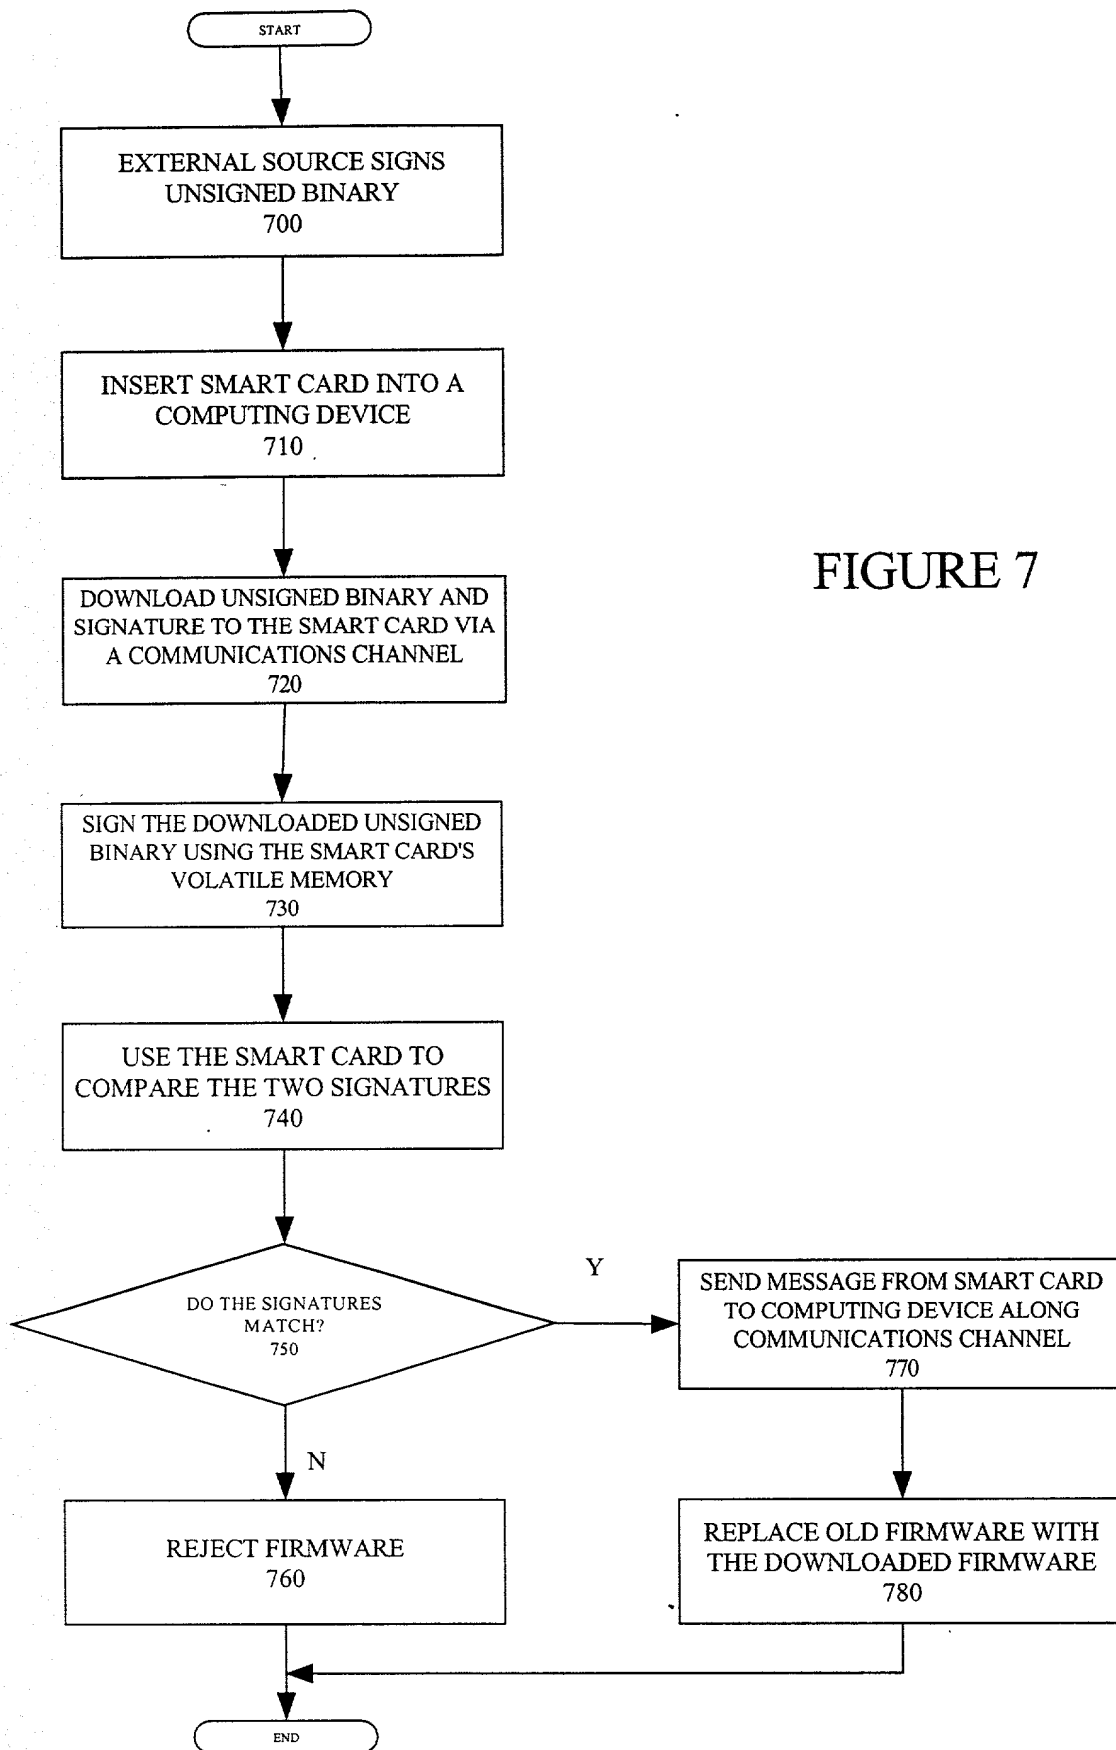 START
EXTERNAL SOURCE SIGNS
UNSIGNED BINARY
700
INSERT SMART CARD INTO A
COMPUTING DEVICE
710
FIGURE 7
DOWNLOAD UNSIGNED BINARY AND
SIGNATURE TO THE SMART CARD VIA
A COMMUNICATIONS CHANNEL
720
SIGN THE DOWNLOADED UNSIGNED
BINARY USING THE SMART CARD'S
VOLATILE MEMORY
730
USE THE SMART CARD TO
COMPARE THE TWO SIGNATURES
740
DO THE SIGNATURES
MATCH?
750
Y
SEND MESSAGE FROM SMART CARD
TO COMPUTING DEVICE ALONG
COMMUNICATIONS CHANNEL
770
N
REJECT FIRMWARE
760
REPLACE OLD FIRMWARE WITH
THE DOWNLOADED FIRMWARE
780
END